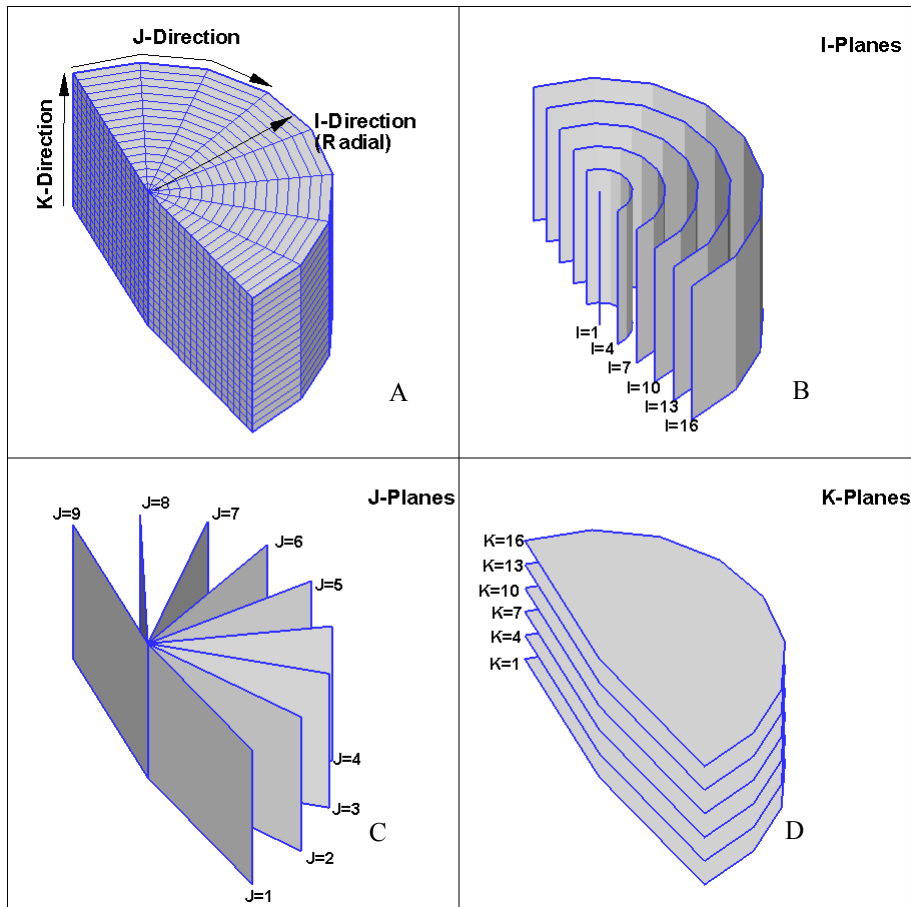 J-Direction
K-Direction
I-Direction
(Radial)
A
I-Planes
I=1
I=4
I=7
I=10
I=13
I=16
B
J-Planes
J=9
J=8
J=7
J=6
J=5
J=4
J=3
J=2
J=1
C
K-Planes
K=16
K=13
K=10
K=7
K=4
K=1
D